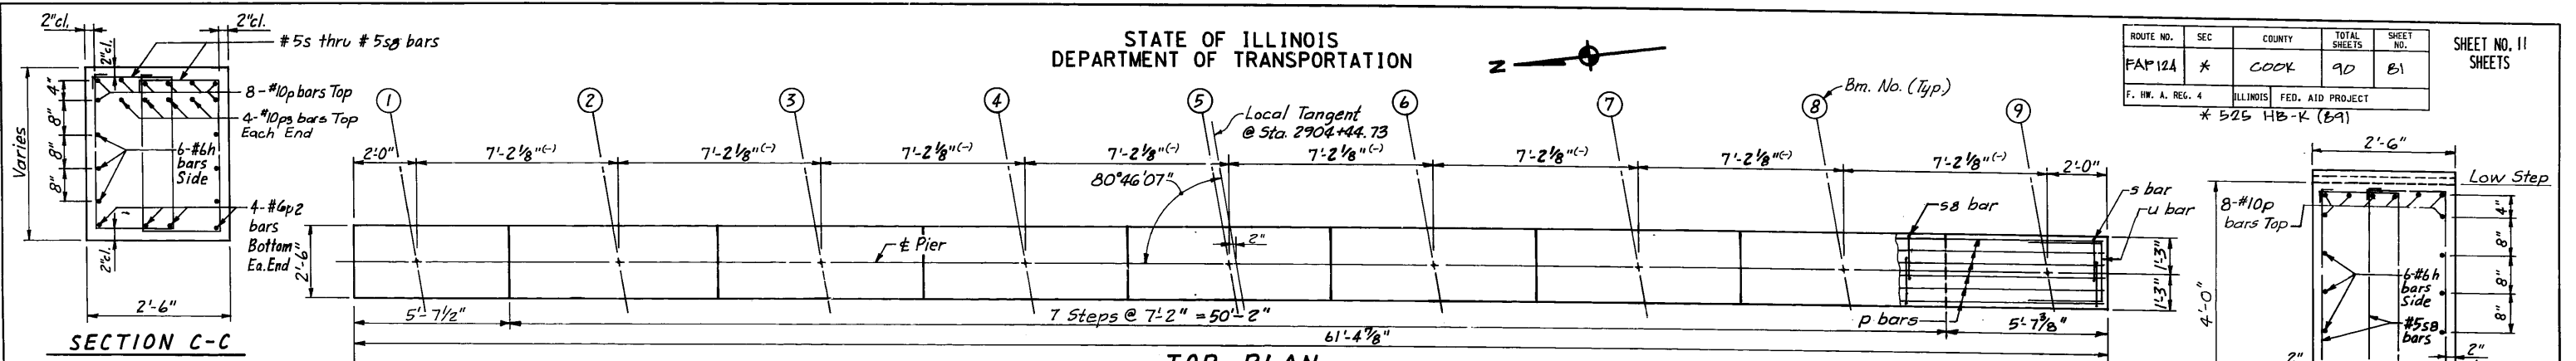 STATE OF ILLINOIS
DEPARTMENT OF TRANSPORTATION
ROUTE NO. SEC COUNTY TOTAL SHEETS SHEET NO.
FAP 124 * COOK 90 81
F. HW. A. REG. 4 ILLINOIS FED. AID PROJECT
* 525 HB-K (B9)
SHEET NO. 11
SHEETS
2"cl. 2"cl.
2"cl.
#5s thru #5s8 bars
8-#10p bars Top
4-#10p3 bars Top
Each End
6-#6h
bars
Side
4-#6p2
bars
Bottom
Ea. End
Varies
4"
8"
8"
8"
2"cl.
2'-6"
SECTION C-C
N
1 2 3 4 5 6 7 8 9
Bm. No. (Typ.)
Local Tangent
@ Sta. 2904+44.73
2'-0" 7'-2 1/8"(-) 7'-2 1/8"(-) 7'-2 1/8"(-) 7'-2 1/8"(-) 7'-2 1/8"(-) 7'-2 1/8"(-) 7'-2 1/8"(-) 7'-2 1/8"(-) 2'-0"
80°46'07"
s8 bar
s bar
u bar
2'-6"
℄ Pier
2"
1'-3"
1'-3"
p bars
5'-7 1/2" 7 Steps @ 7'-2" = 50'-2" 5'-7 3/8"
61'-4 7/8"
TOP PLAN
2'-6"
Low Step
8-#10p
bars Top
4"
8"
8"
8"
6-#6h
bars
Side
4'-0"
#5s8
bars
2" 2"